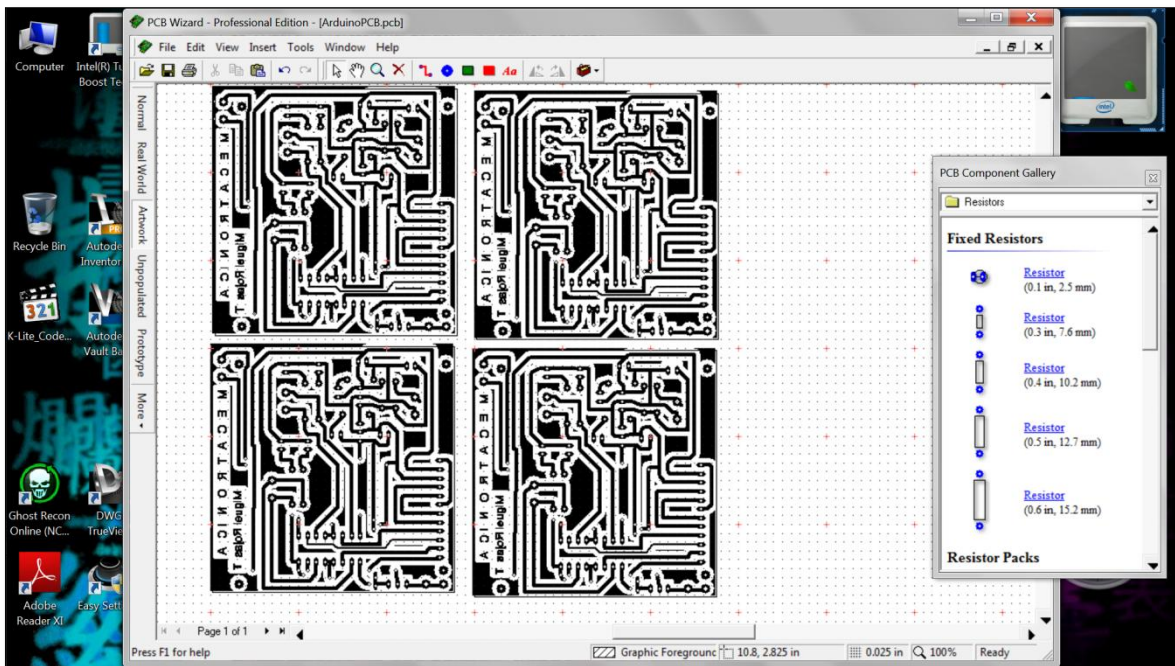 PCB Wizard - Professional Edition - [ArduinoPCB.pcb]
File Edit View Insert Tools Window Help
Aa
Computer
Intel(R) Tu
Boost Te
intel
Normal
Real World
Artwork
Unpopulated
Prototype
More
MECATRONICA
Miguel Rojas T
MECATRONICA
Miguel Rojas T
MECATRONICA
Miguel Rojas T
MECATRONICA
Miguel Rojas T
Recycle Bin
PRO
Autode
Inventor
321
K-Lite_Code...
Autode
Vault Ba
Ghost Recon
Online (NC...
DWG
TrueVie
Adobe
Reader XI
Easy Sett
PCB Component Gallery
Resistors
Fixed Resistors
Resistor
(0.1 in, 2.5 mm)
Resistor
(0.3 in, 7.6 mm)
Resistor
(0.4 in, 10.2 mm)
Resistor
(0.5 in, 12.7 mm)
Resistor
(0.6 in, 15.2 mm)
Resistor Packs
Page 1 of 1
Press F1 for help
Graphic Foregrounc
10.8, 2.825 in
0.025 in
100%
Ready